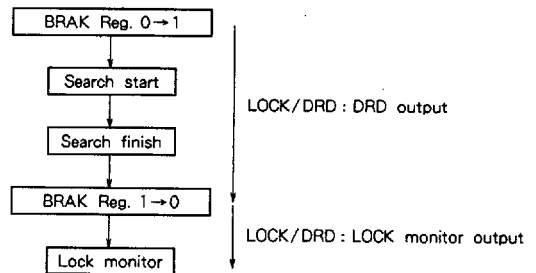 BRAK Reg. 0→1
Search start
LOCK/DRD : DRD output
Search finish
BRAK Reg. 1→0
LOCK/DRD : LOCK monitor output
Lock monitor